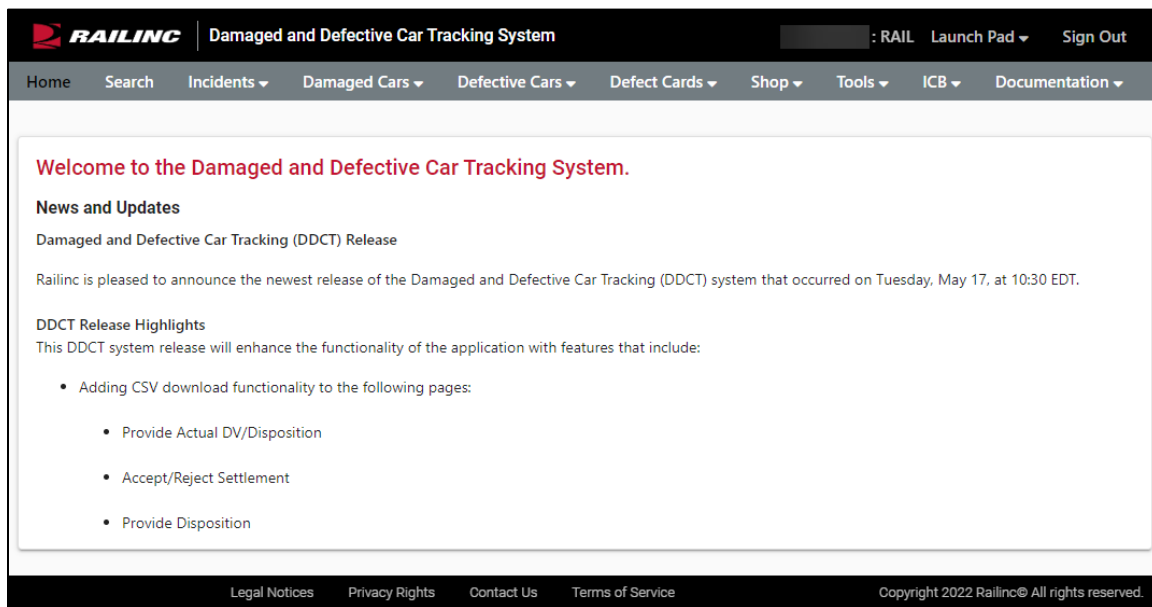 RAILINC Damaged and Defective Car Tracking System : RAIL Launch Pad Sign Out
Home Search Incidents Damaged Cars Defective Cars Defect Cards Shop Tools ICB Documentation
Welcome to the Damaged and Defective Car Tracking System.
News and Updates
Damaged and Defective Car Tracking (DDCT) Release
Railinc is pleased to announce the newest release of the Damaged and Defective Car Tracking (DDCT) system that occurred on Tuesday, May 17, at 10:30 EDT.
DDCT Release Highlights
This DDCT system release will enhance the functionality of the application with features that include:
• Adding CSV download functionality to the following pages:
• Provide Actual DV/Disposition
• Accept/Reject Settlement
• Provide Disposition
Legal Notices Privacy Rights Contact Us Terms of Service Copyright 2022 Railinc© All rights reserved.